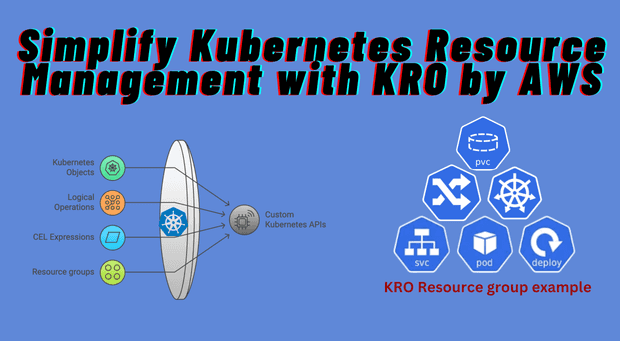 Simplify Kubernetes Resource
Management with KRO by AWS
Kubernetes
Objects
Logical
Operations
CEL Expressions
Resource groups
Custom
Kubernetes APIs
pvc
svc
pod
deploy
KRO Resource group example